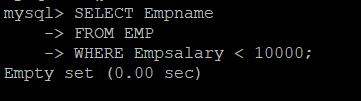 mysql> SELECT Empname
    -> FROM EMP
    -> WHERE Empsalary < 10000;
Empty set (0.00 sec)